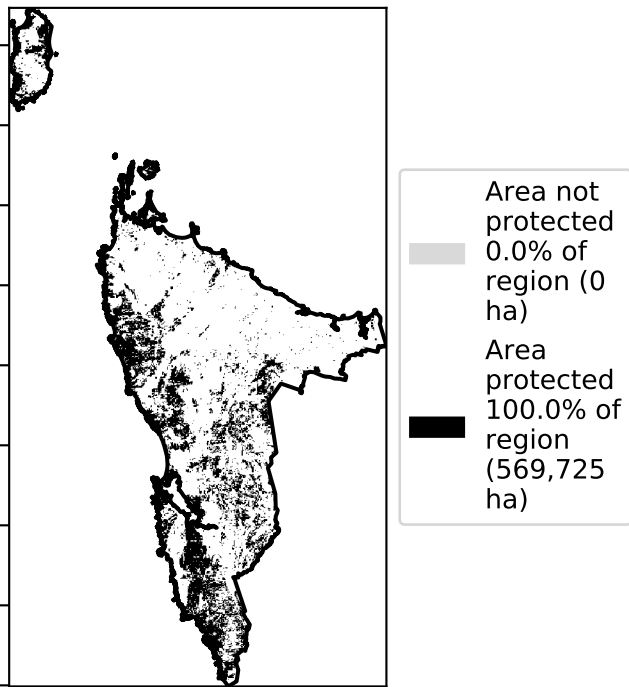 Area not
protected
0.0% of
region (0
ha)
Area
protected
100.0% of
region
(569,725
ha)